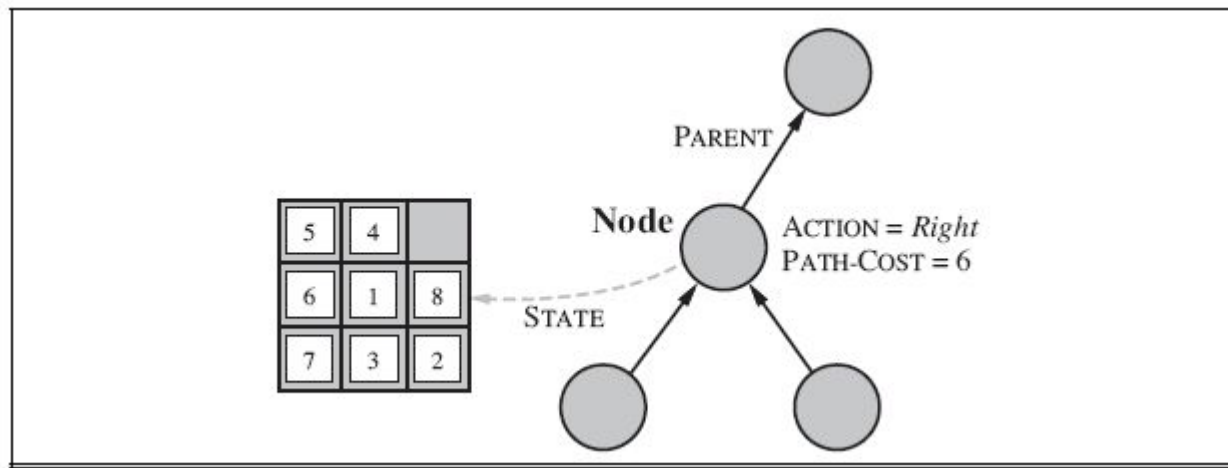 PARENT
Node
ACTION = Right
PATH-COST = 6
5 4
6 1 8
STATE
7 3 2